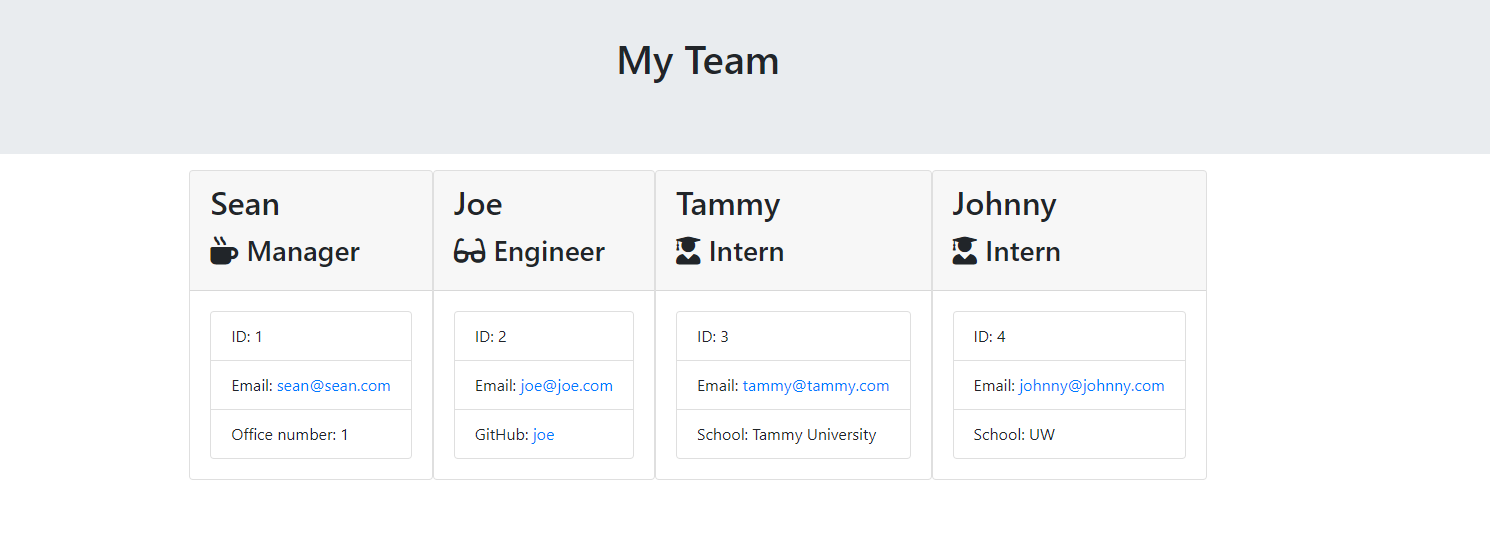 My Team
Sean
Manager
ID: 1
Email: sean@sean.com
Office number: 1
Joe
Engineer
ID: 2
Email: joe@joe.com
GitHub: joe
Tammy
Intern
ID: 3
Email: tammy@tammy.com
School: Tammy University
Johnny
Intern
ID: 4
Email: johnny@johnny.com
School: UW